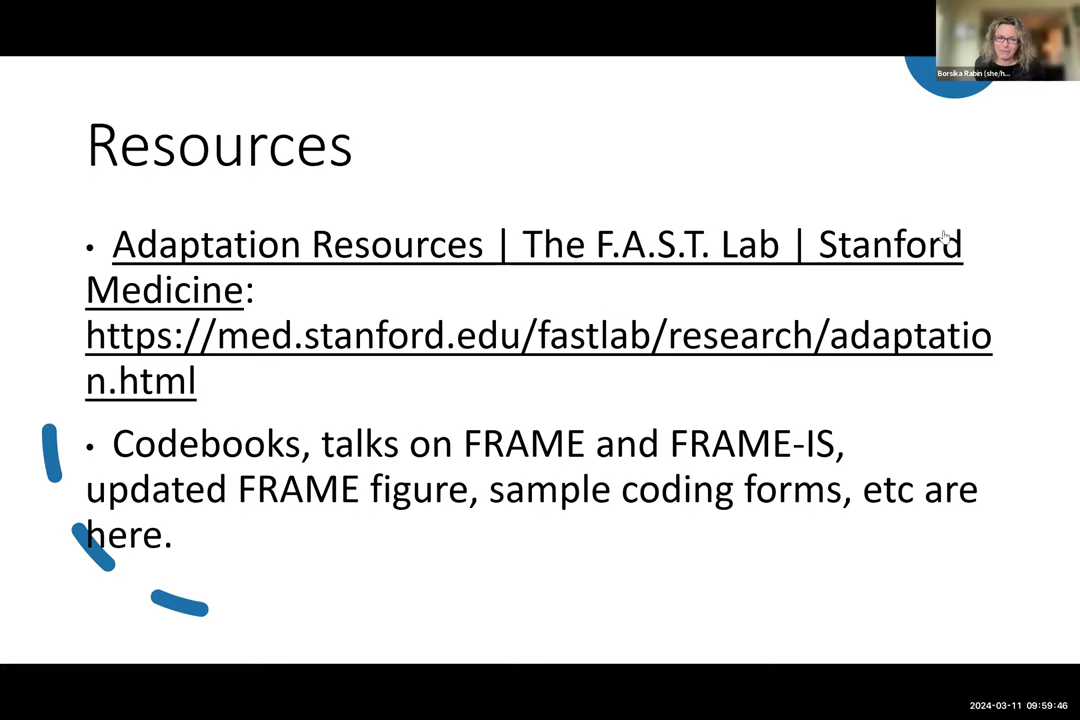 Borsika Rabin (she/h...
Resources
• Adaptation Resources | The F.A.S.T. Lab | Stanford
Medicine:
https://med.stanford.edu/fastlab/research/adaptatio
n.html
• Codebooks, talks on FRAME and FRAME-IS,
updated FRAME figure, sample coding forms, etc are
here.
2024-03-11 09:59:46